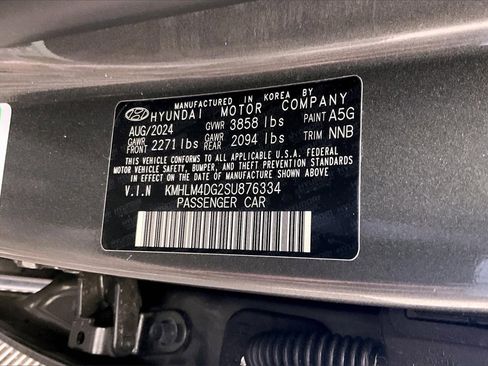 MANUFACTURED IN KOREA BY
HYUNDAI MOTOR COMPANY
AUG/2024 GVWR 3858 lbs PAINT A5G
GAWR FRONT 2271 lbs GAWR REAR 2094 lbs TRIM NNB
THIS VEHICLE CONFORMS TO ALL APPLICABLE U.S.A. FEDERAL
MOTOR VEHICLE SAFETY, BUMPER, AND THEFT PREVENTION
STANDARDS IN EFFECT ON THE DATE OF MANUFACTURE SHOWN ABOVE.
V.I.N KMHLM4DG2SU876334
PASSENGER CAR